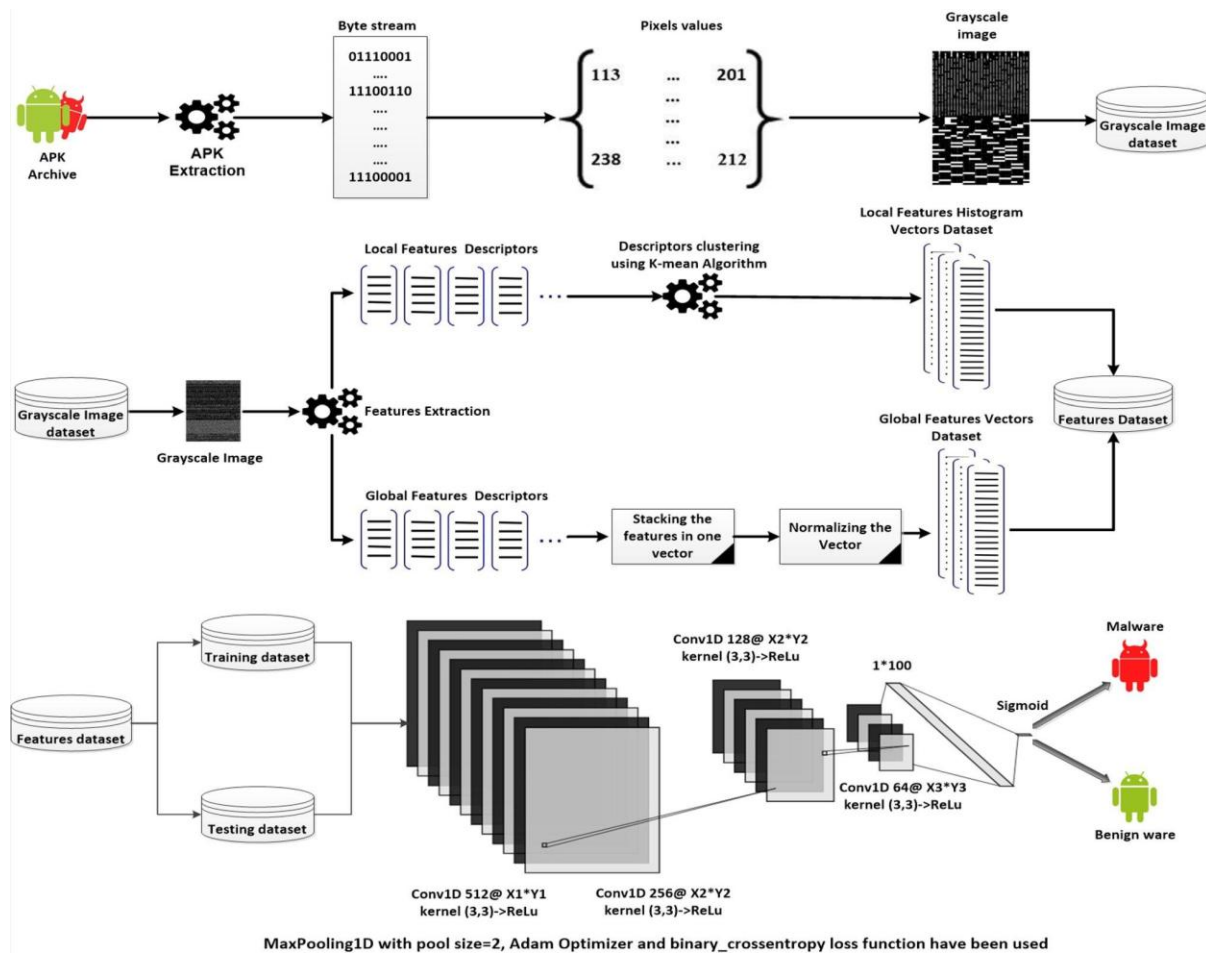 Byte stream
Pixels values
Grayscale
image
01110001
....
11100110
....
....
....
....
11100001
113 ... 201
...
...
...
238 ... 212
APK
Archive
APK
Extraction
Grayscale Image
dataset
Local Features Descriptors
Descriptors clustering
using K-mean Algorithm
Local Features Histogram
Vectors Dataset
...
Grayscale Image
dataset
Grayscale Image
Features Extraction
Features Dataset
Global Features Descriptors
...
Stacking the
features in one
vector
Normalizing the
Vector
Global Features Vectors
Dataset
Features dataset
Training dataset
Testing dataset
Conv1D 512@ X1*Y1
kernel (3,3)->ReLu
Conv1D 256@ X2*Y2
kernel (3,3)->ReLu
Conv1D 128@ X2*Y2
kernel (3,3)->ReLu
Conv1D 64@ X3*Y3
kernel (3,3)->ReLu
1*100
Sigmoid
Malware
Benign ware
MaxPooling1D with pool size=2, Adam Optimizer and binary_crossentropy loss function have been used